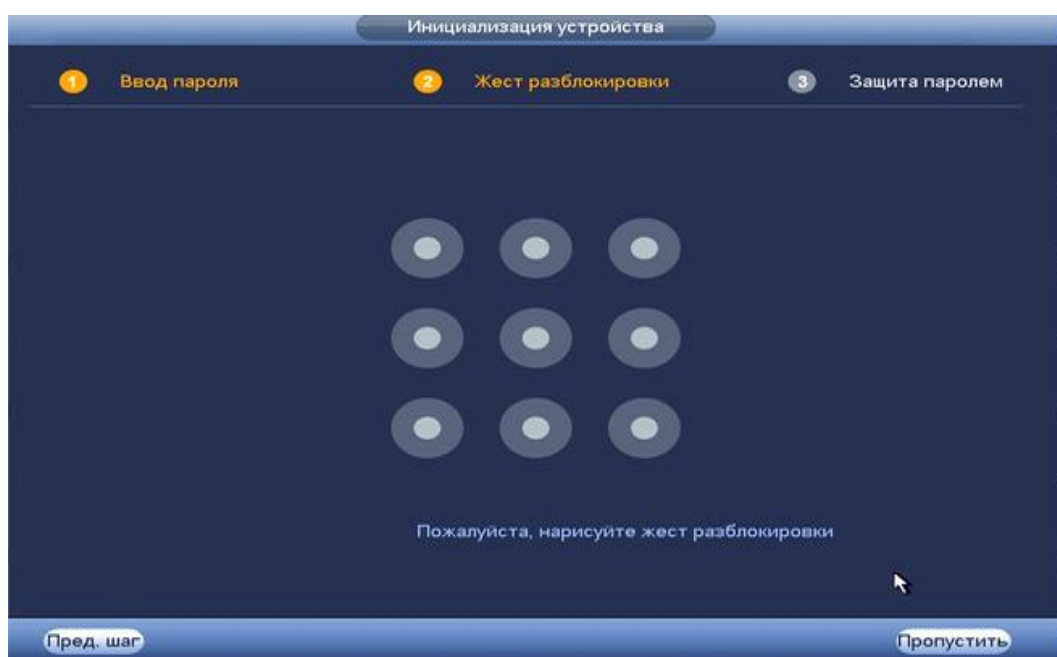 Инициализация устройства
1 Ввод пароля 2 Жест разблокировки 3 Защита паролем
Пожалуйста, нарисуйте жест разблокировки
Пред. шаг Пропустить